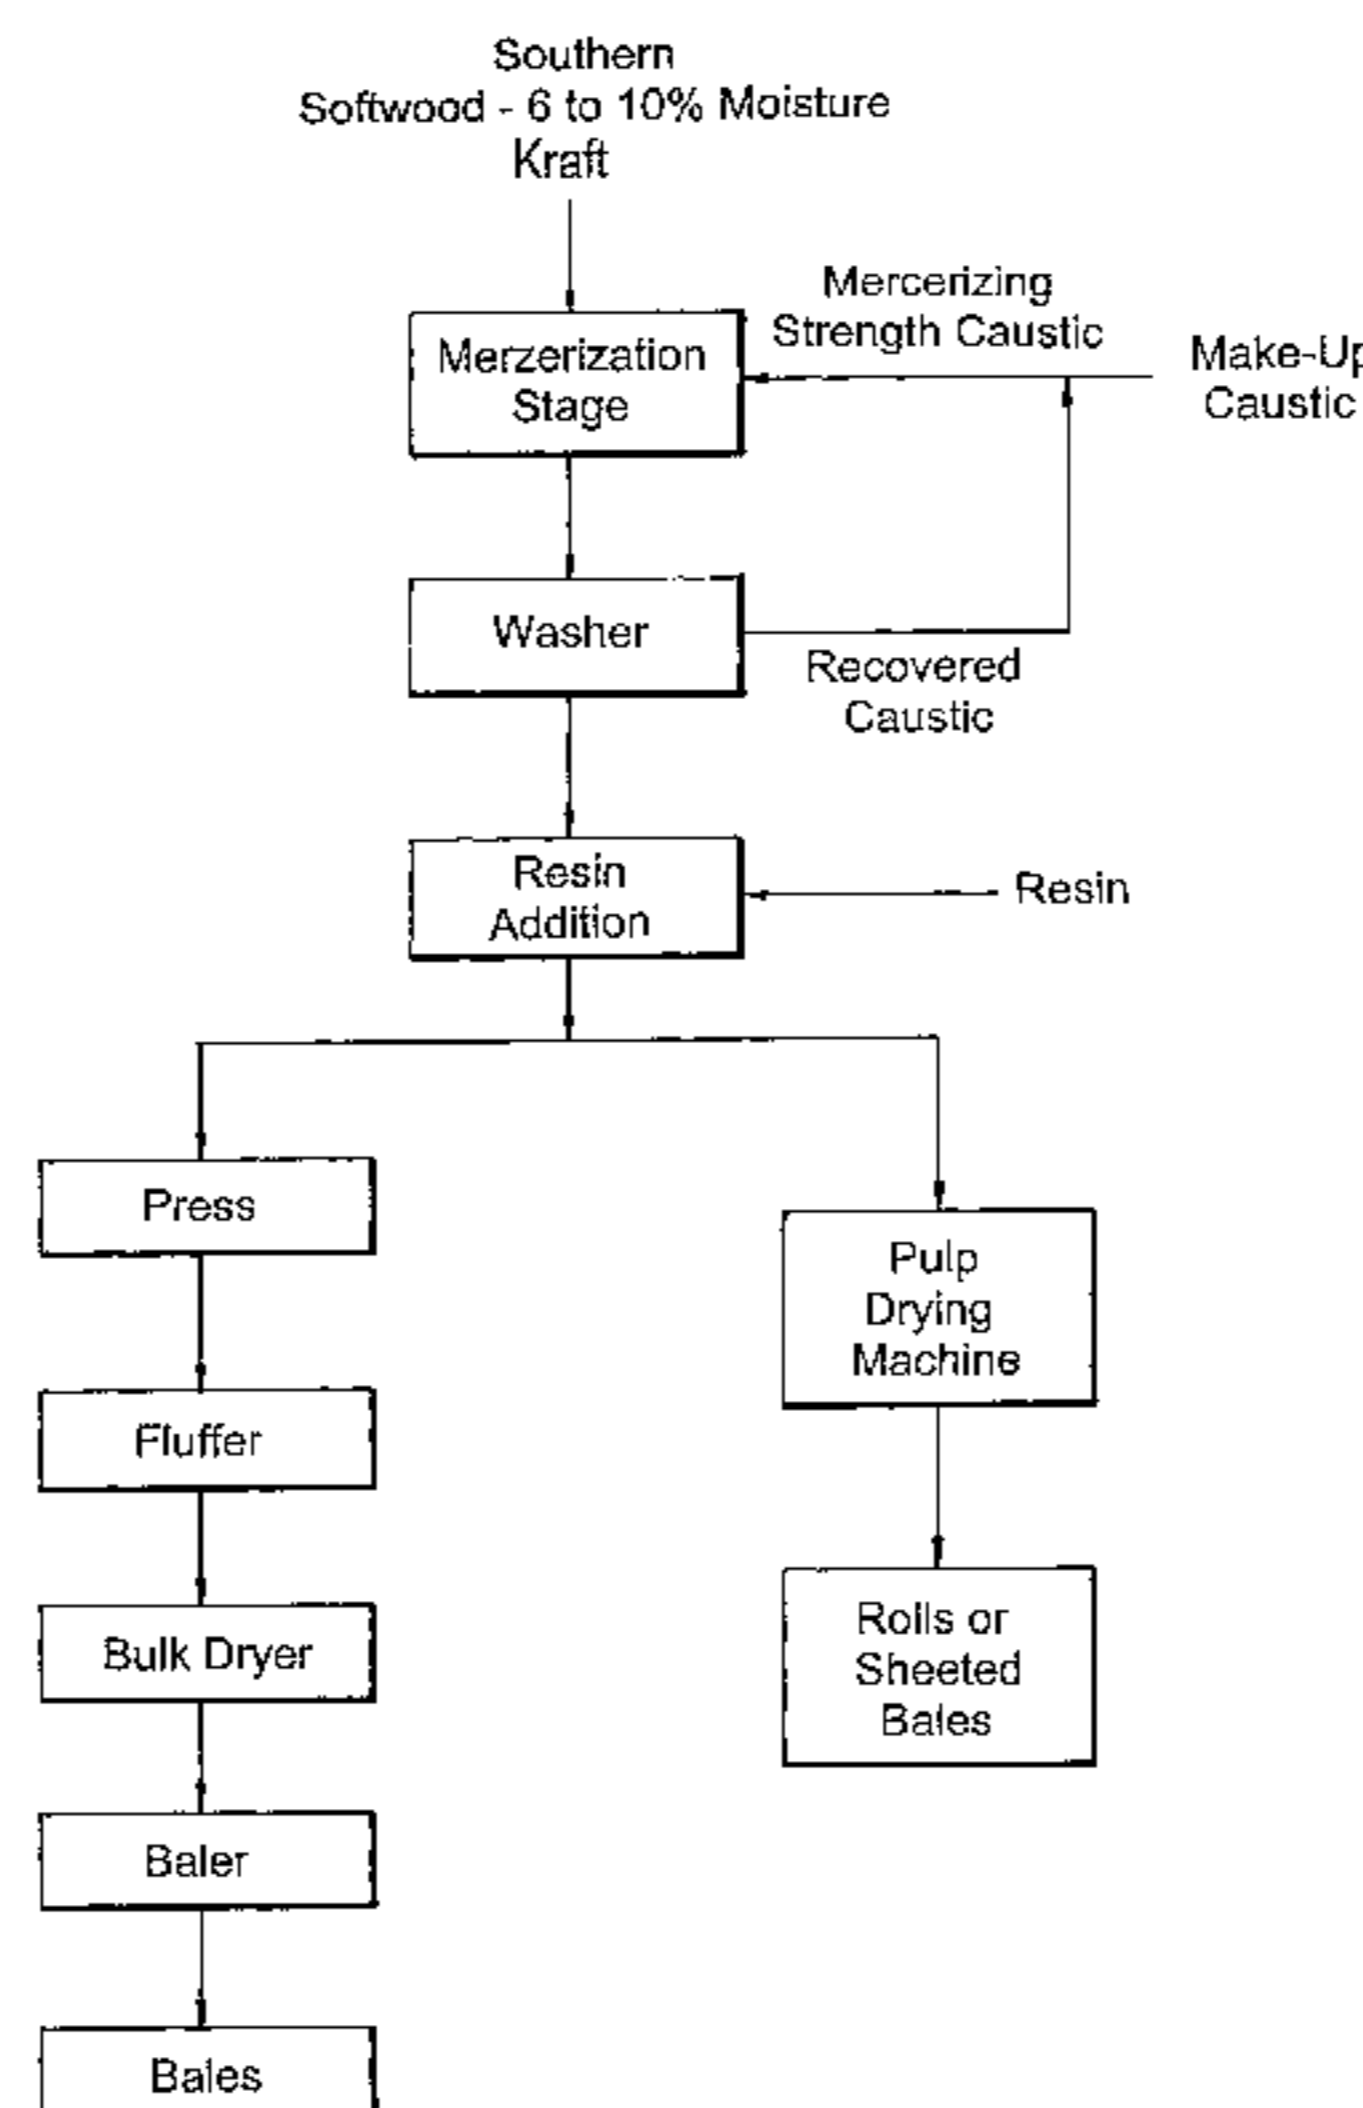 Southern
Softwood - 6 to 10% Moisture
Kraft
Mercerizing
Strength Caustic
Make-Up
Caustic
Merzerization
Stage
Washer
Recovered
Caustic
Resin
Addition
Resin
Press
Pulp
Drying
Machine
Fluffer
Rolls or
Sheeted
Bales
Bulk Dryer
Baler
Bales